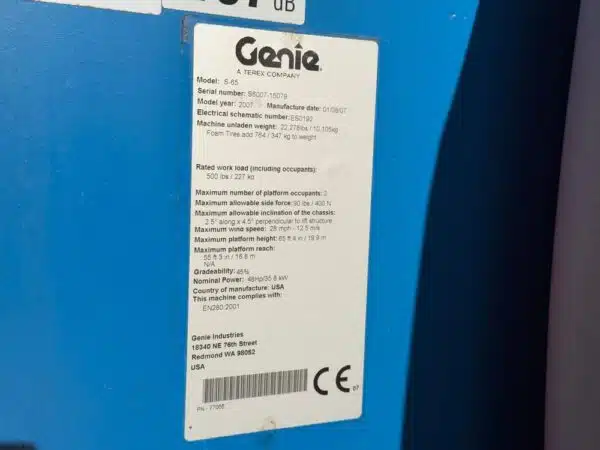 dB
Genie
A TEREX COMPANY
Model: S-65
Serial number: S6007-15079
Model year: 2007 Manufacture date: 01/08/07
Electrical schematic number: ES0192
Machine unladen weight: 22,278lbs / 10,105kg
Foam Tires add 764 / 347 kg to weight
Rated work load (including occupants):
500 lbs / 227 kg
Maximum number of platform occupants: 2
Maximum allowable side force: 90 lbs / 400 N
Maximum allowable inclination of the chassis:
2.5° along x 4.5° perpendicular to lift structure
Maximum wind speed: 28 mph - 12.5 m/s
Maximum platform height: 65 ft 4 in / 19.9 m
Maximum platform reach:
55 ft 3 in / 16.8 m
N/A
Gradeability: 45%
Nominal Power: 48Hp/35.8 kW
Country of manufacture: USA
This machine complies with:
EN280:2001
Genie Industries
18340 NE 76th Street
Redmond WA 98052
USA
CE 07
PN - 77055